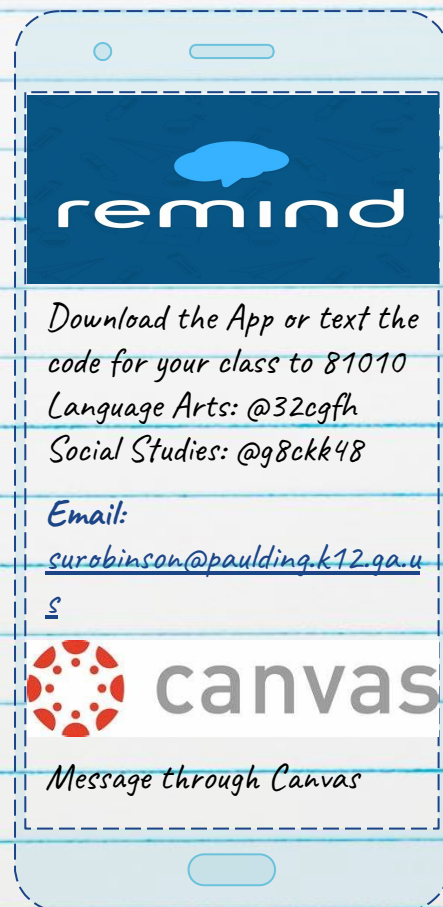 remind
Download the App or text the
code for your class to 81010
Language Arts: @32cgfh
Social Studies: @g8ckk48
Email:
surobinson@paulding.k12.ga.u
s
canvas
Message through Canvas